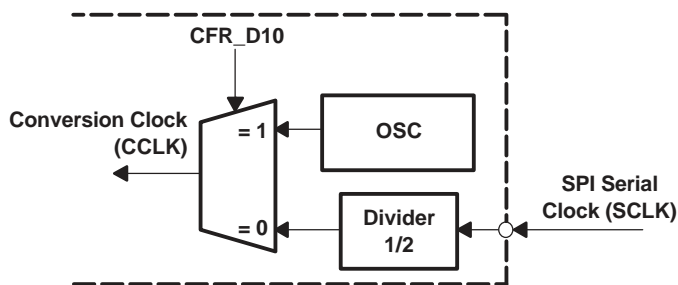 CFR_D10
Conversion Clock
(CCLK)
= 1
OSC
SPI Serial
Clock (SCLK)
= 0
Divider
1/2